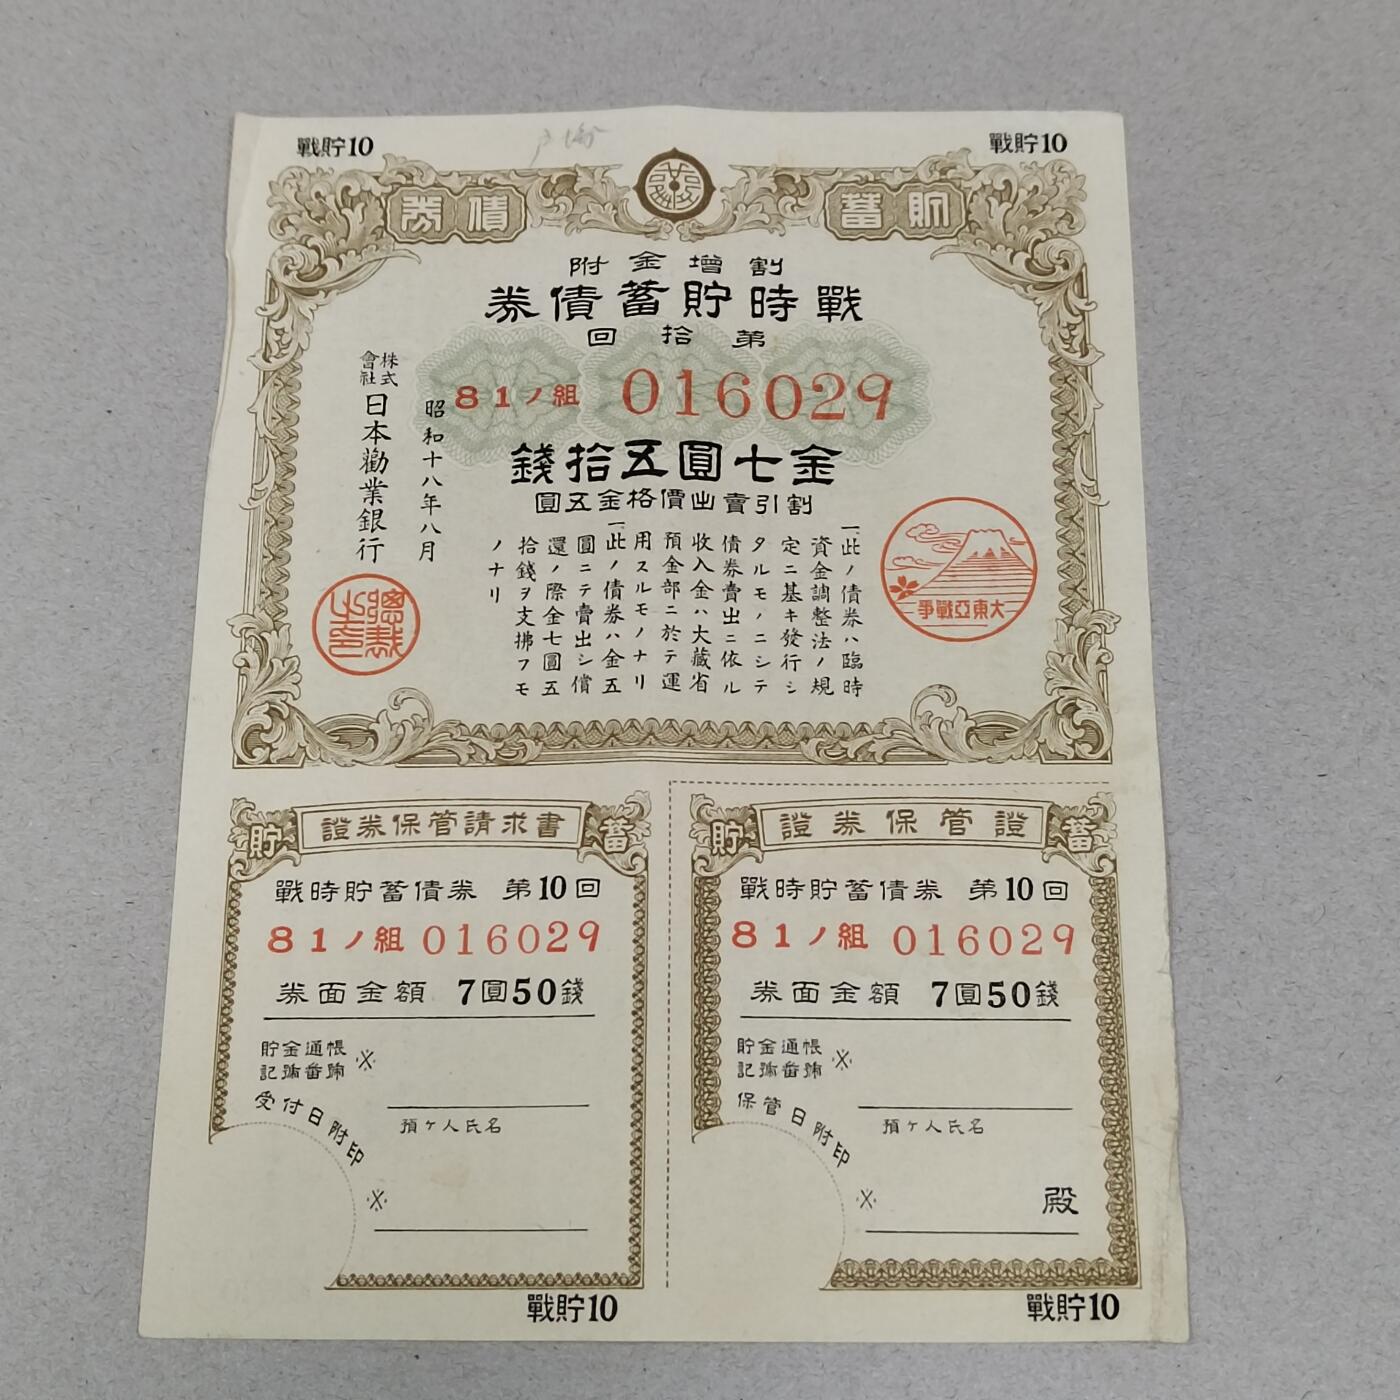 戰貯10
戰貯10
貯蓄
債券
割增金附
戰時貯蓄債券
第拾回
81ノ組 016029
金七圓五拾錢
割引賣出價格金五圓
一、此ノ債券ハ臨時
資金調整法ノ規
定ニ基キ發行シ
タルモノニシテ
債券賣出ニ依ル
收入金ハ大藏省
預金部ニ於テ運
用スルモノナリ
一、此ノ債券ハ金五
圓ニテ賣出シ償
還ノ際金七圓五
拾錢ヲ支拂フモ
ノナリ
昭和十八年八月
株式會社日本勸業銀行
總裁之印
大東亞戰爭
貯
證券保管請求書
蓄
戰時貯蓄債券 第10回
81ノ組 016029
券面金額 7圓50錢
貯金通帳
記號番號
※
受付日附印
預ケ人氏名
※
戰貯10
貯
證券保管證
蓄
戰時貯蓄債券 第10回
81ノ組 016029
券面金額 7圓50錢
貯金通帳
記號番號
※
保管日附印
預ケ人氏名
※
殿
戰貯10